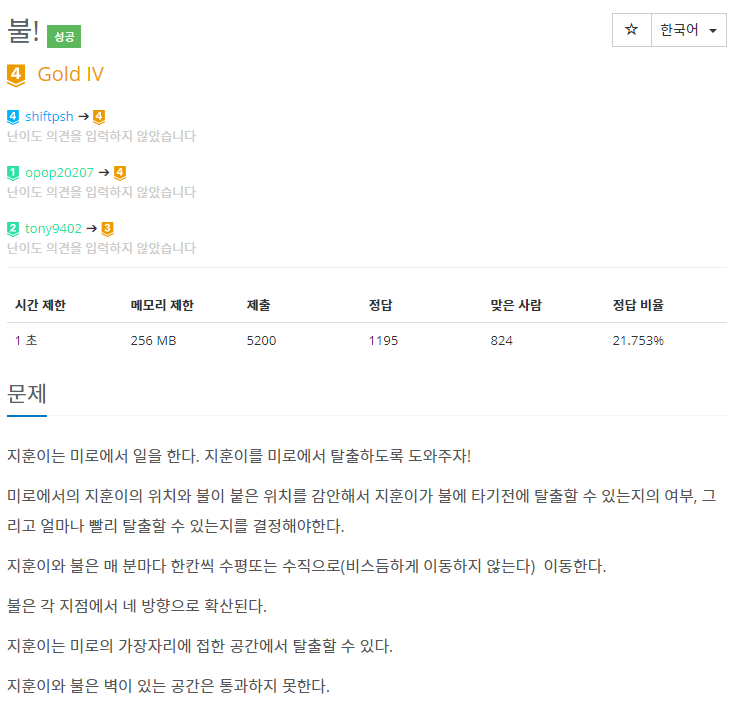 불! 성공
☆ 한국어
4 Gold IV
4 shiftpsh → 4
난이도 의견을 입력하지 않았습니다
1 opop20207 → 4
난이도 의견을 입력하지 않았습니다
2 tony9402 → 3
난이도 의견을 입력하지 않았습니다
시간 제한 메모리 제한 제출 정답 맞은 사람 정답 비율
1 초 256 MB 5200 1195 824 21.753%
문제
지훈이는 미로에서 일을 한다. 지훈이를 미로에서 탈출하도록 도와주자!
미로에서의 지훈이의 위치와 불이 붙은 위치를 감안해서 지훈이가 불에 타기전에 탈출할 수 있는지의 여부, 그
리고 얼마나 빨리 탈출할 수 있는지를 결정해야한다.
지훈이와 불은 매 분마다 한칸씩 수평또는 수직으로(비스듬하게 이동하지 않는다) 이동한다.
불은 각 지점에서 네 방향으로 확산된다.
지훈이는 미로의 가장자리에 접한 공간에서 탈출할 수 있다.
지훈이와 불은 벽이 있는 공간은 통과하지 못한다.